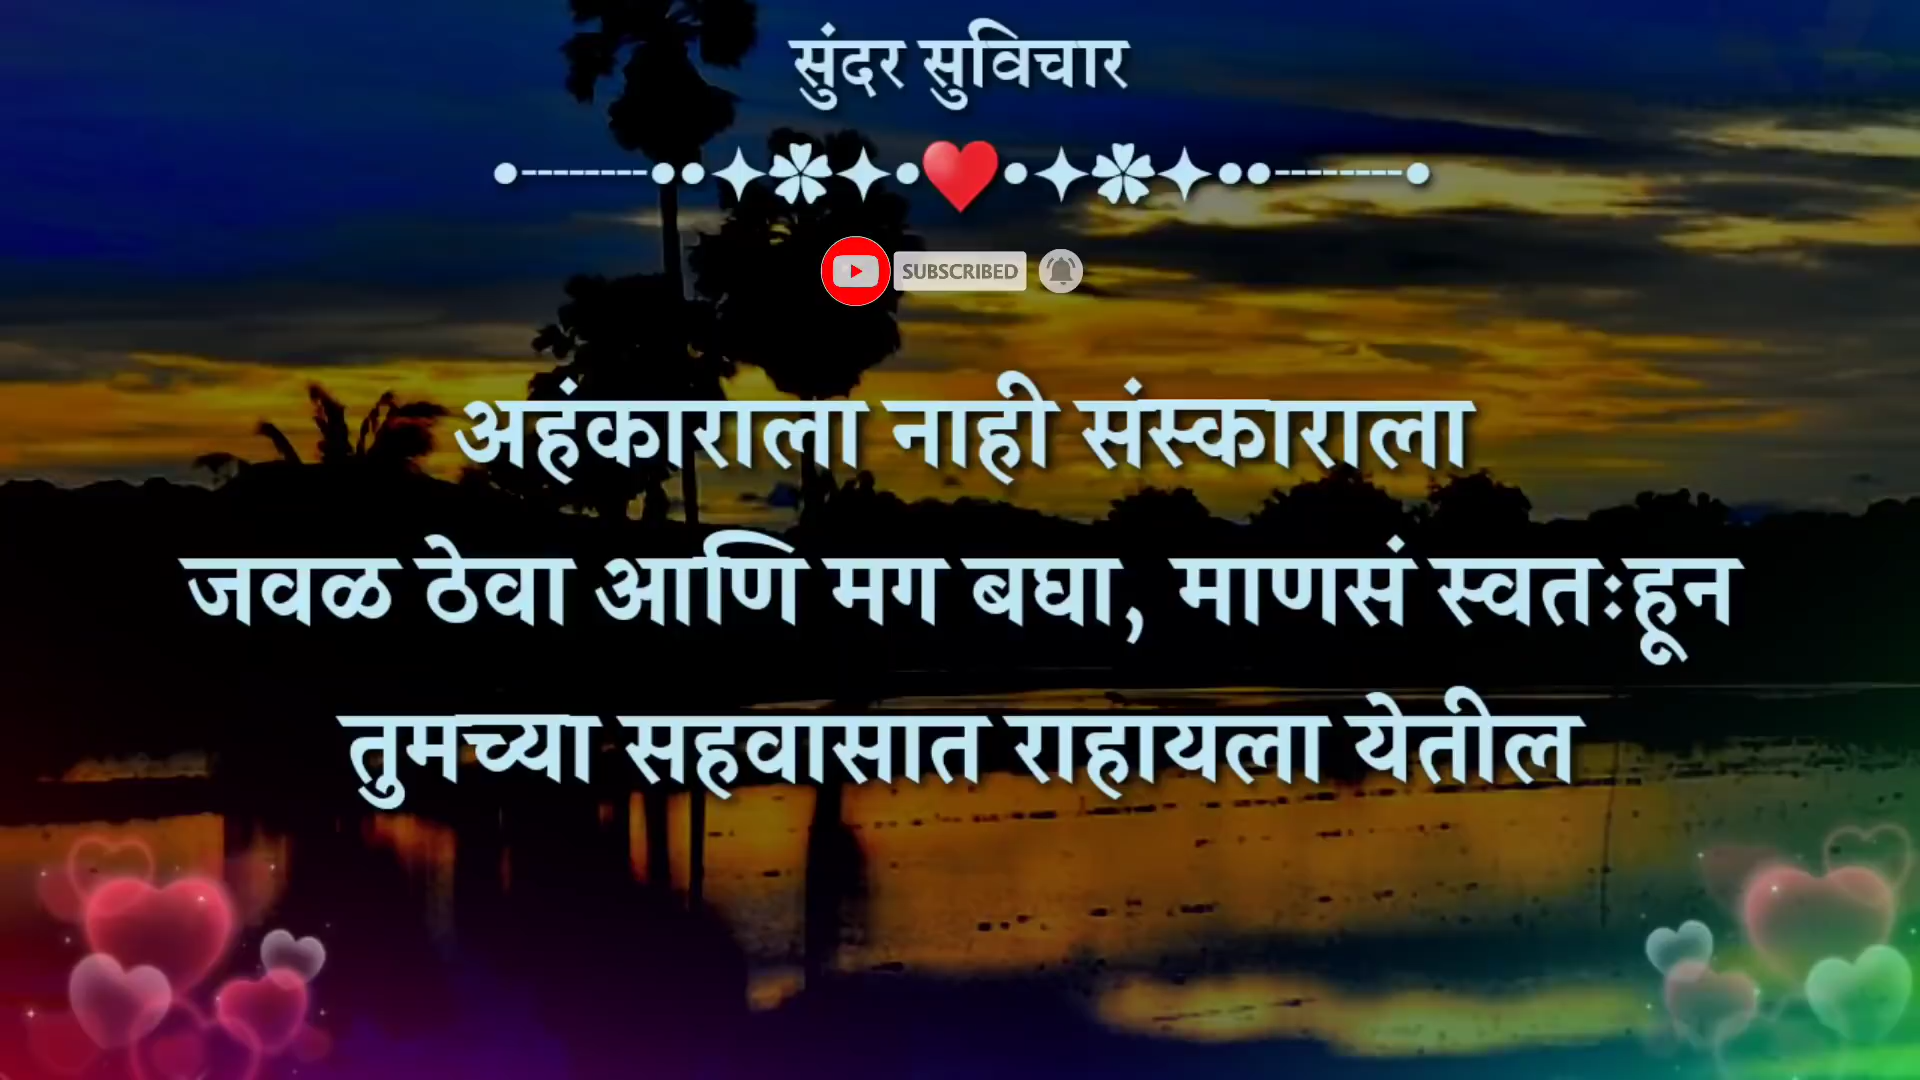 सुंदर सुविचार
•--------••✦✽✦•♥•✦✽✦••--------•
SUBSCRIBED
अहंकाराला नाही संस्काराला
जवळ ठेवा आणि मग बघा, माणसं स्वतःहून
तुमच्या सहवासात राहायला येतील